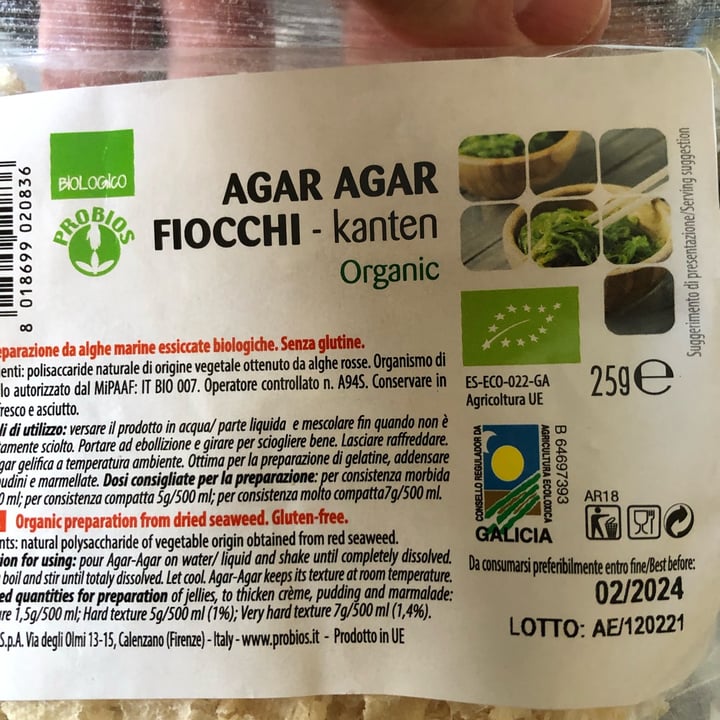 BIOLOGICO
PROBIOS
8 018699 020836
AGAR AGAR
FIOCCHI - kanten
Organic
Suggerimento di presentazione/Serving suggestion
ES-ECO-022-GA
Agricoltura UE
25g e
eparazione da alghe marine essiccate biologiche. Senza glutine.
enti: polisaccaride naturale di origine vegetale ottenuto da alghe rosse. Organismo di
lo autorizzato dal MiPAAF: IT BIO 007. Operatore controllato n. A94S. Conservare in
fresco e asciutto.
li di utilizzo: versare il prodotto in acqua/ parte liquida e mescolare fin quando non è
tamente sciolto. Portare ad ebollizione e girare per sciogliere bene. Lasciare raffreddare.
gar gelifica a temperatura ambiente. Ottima per la preparazione di gelatine, addensare
udini e marmellate. Dosi consigliate per la preparazione: per consistenza morbida
0 ml; per consistenza compatta 5g/500 ml; per consistenza molto compatta7g/500 ml.
Organic preparation from dried seaweed. Gluten-free.
nts: natural polysaccharide of vegetable origin obtained from red seaweed.
ion for using: pour Agar-Agar on water/ liquid and shake until completely dissolved.
boil and stir until totaly dissolved. Let cool. Agar-Agar keeps its texture at room temperature.
ed quantities for preparation of jellies, to thicken crème, pudding and marmalade:
re 1,5g/500 ml; Hard texture 5g/500 ml (1%); Very hard texture 7g/500 ml (1,4%).
S.p.A. Via degli Olmi 13-15, Calenzano (Firenze) - Italy - www.probios.it - Prodotto in UE
CONSELLO REGULADOR DA
AGRICULTURA ECOLOXICA
GALICIA
B 64697393
AR18
Da consumarsi preferibilmente entro fine/Best before:
02/2024
LOTTO: AE/120221